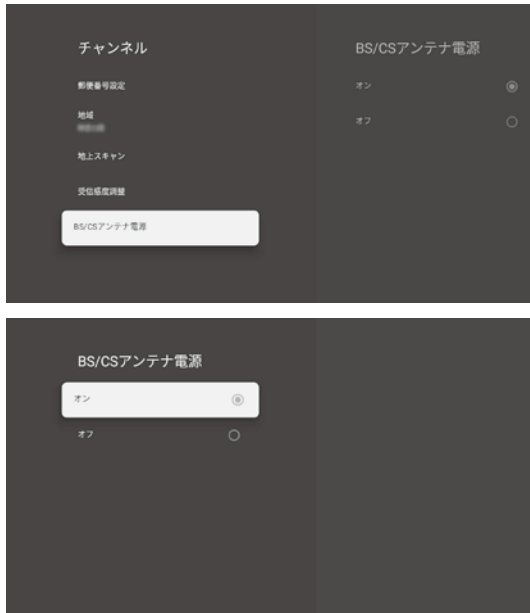 チャンネル
郵便番号設定
地域
地上スキャン
受信感度調整
BS/CSアンテナ電源
BS/CSアンテナ電源
オン
オフ
BS/CSアンテナ電源
オン
オフ